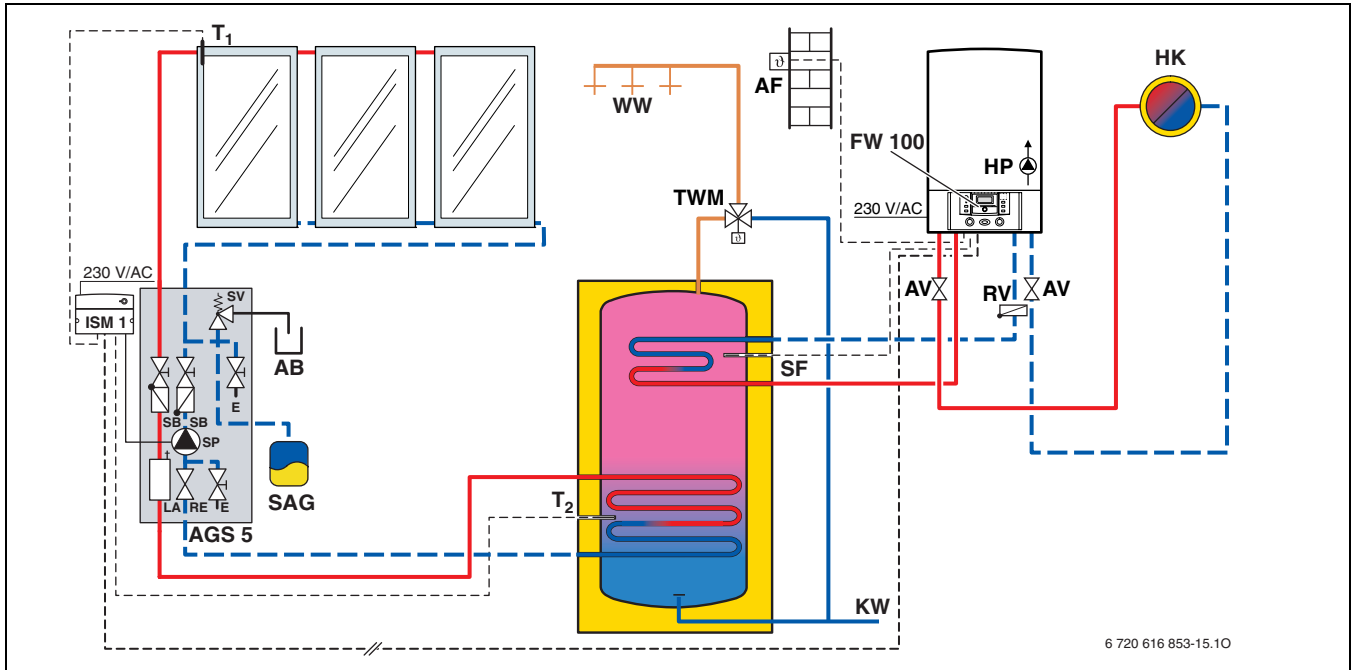 T1
WW
AF
HK
FW 100
HP
TWM
230 V/AC
230 V/AC
ISM 1
SV
AB
E
AV
RV
AV
SF
SB SB
SP
SAG
LA RE E
AGS 5
T2
KW
6 720 616 853-15.1O
ϑ
ϑ